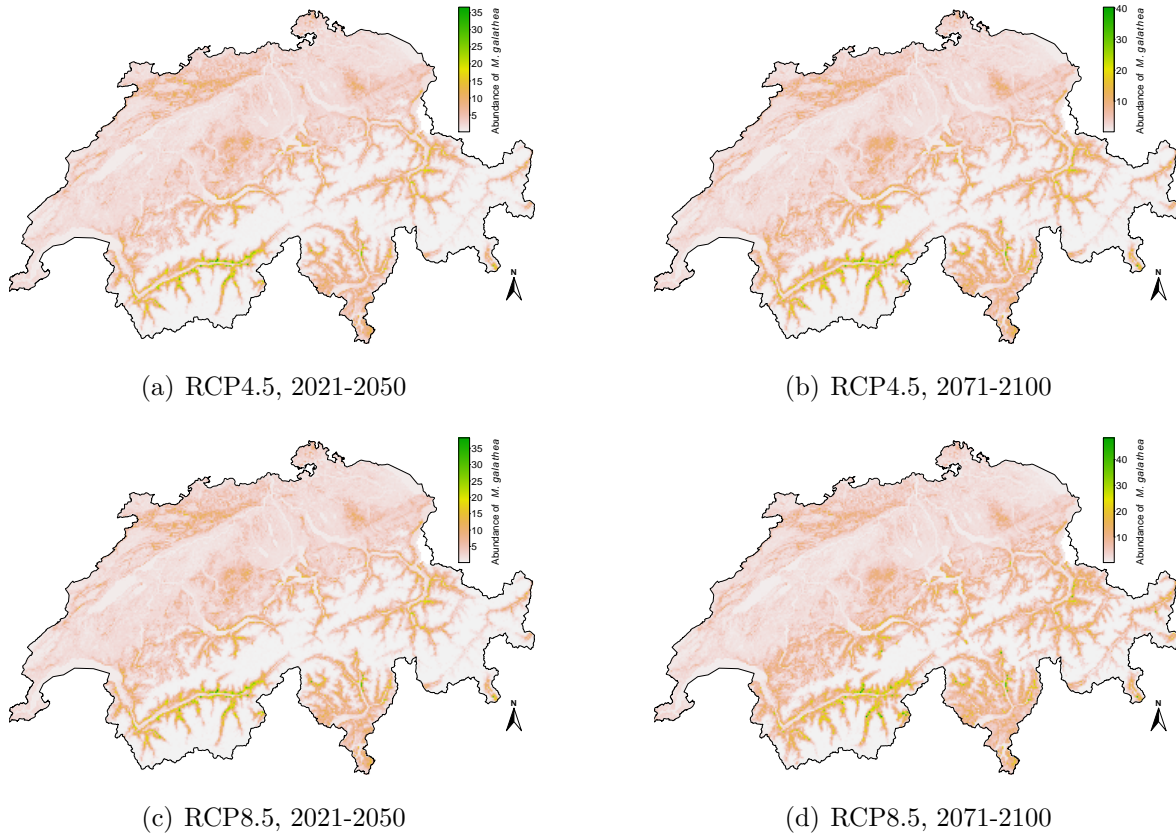 35
30
25
20
15
10
5
Abundance of M. galathea
N
(a) RCP4.5, 2021-2050
40
30
20
10
Abundance of M. galathea
N
(b) RCP4.5, 2071-2100
35
30
25
20
15
10
5
Abundance of M. galathea
N
(c) RCP8.5, 2021-2050
40
30
20
10
Abundance of M. galathea
N
(d) RCP8.5, 2071-2100